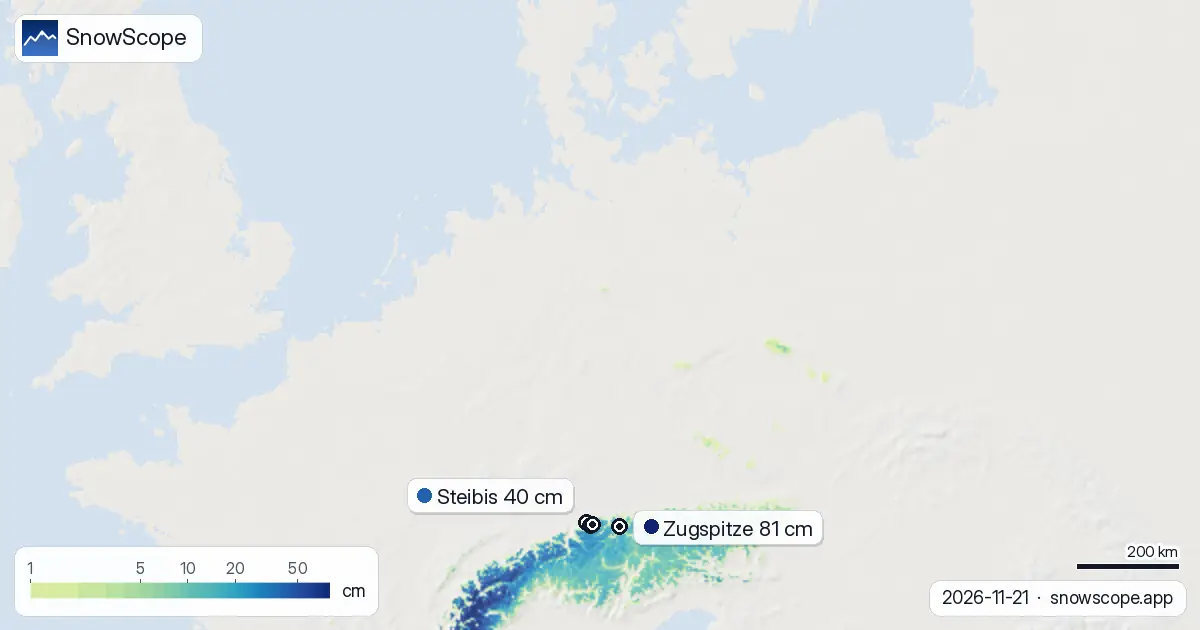 SnowScope
Steibis 40 cm
Zugspitze 81 cm
1 5 10 20 50 cm
200 km
2026-11-21 · snowscope.app